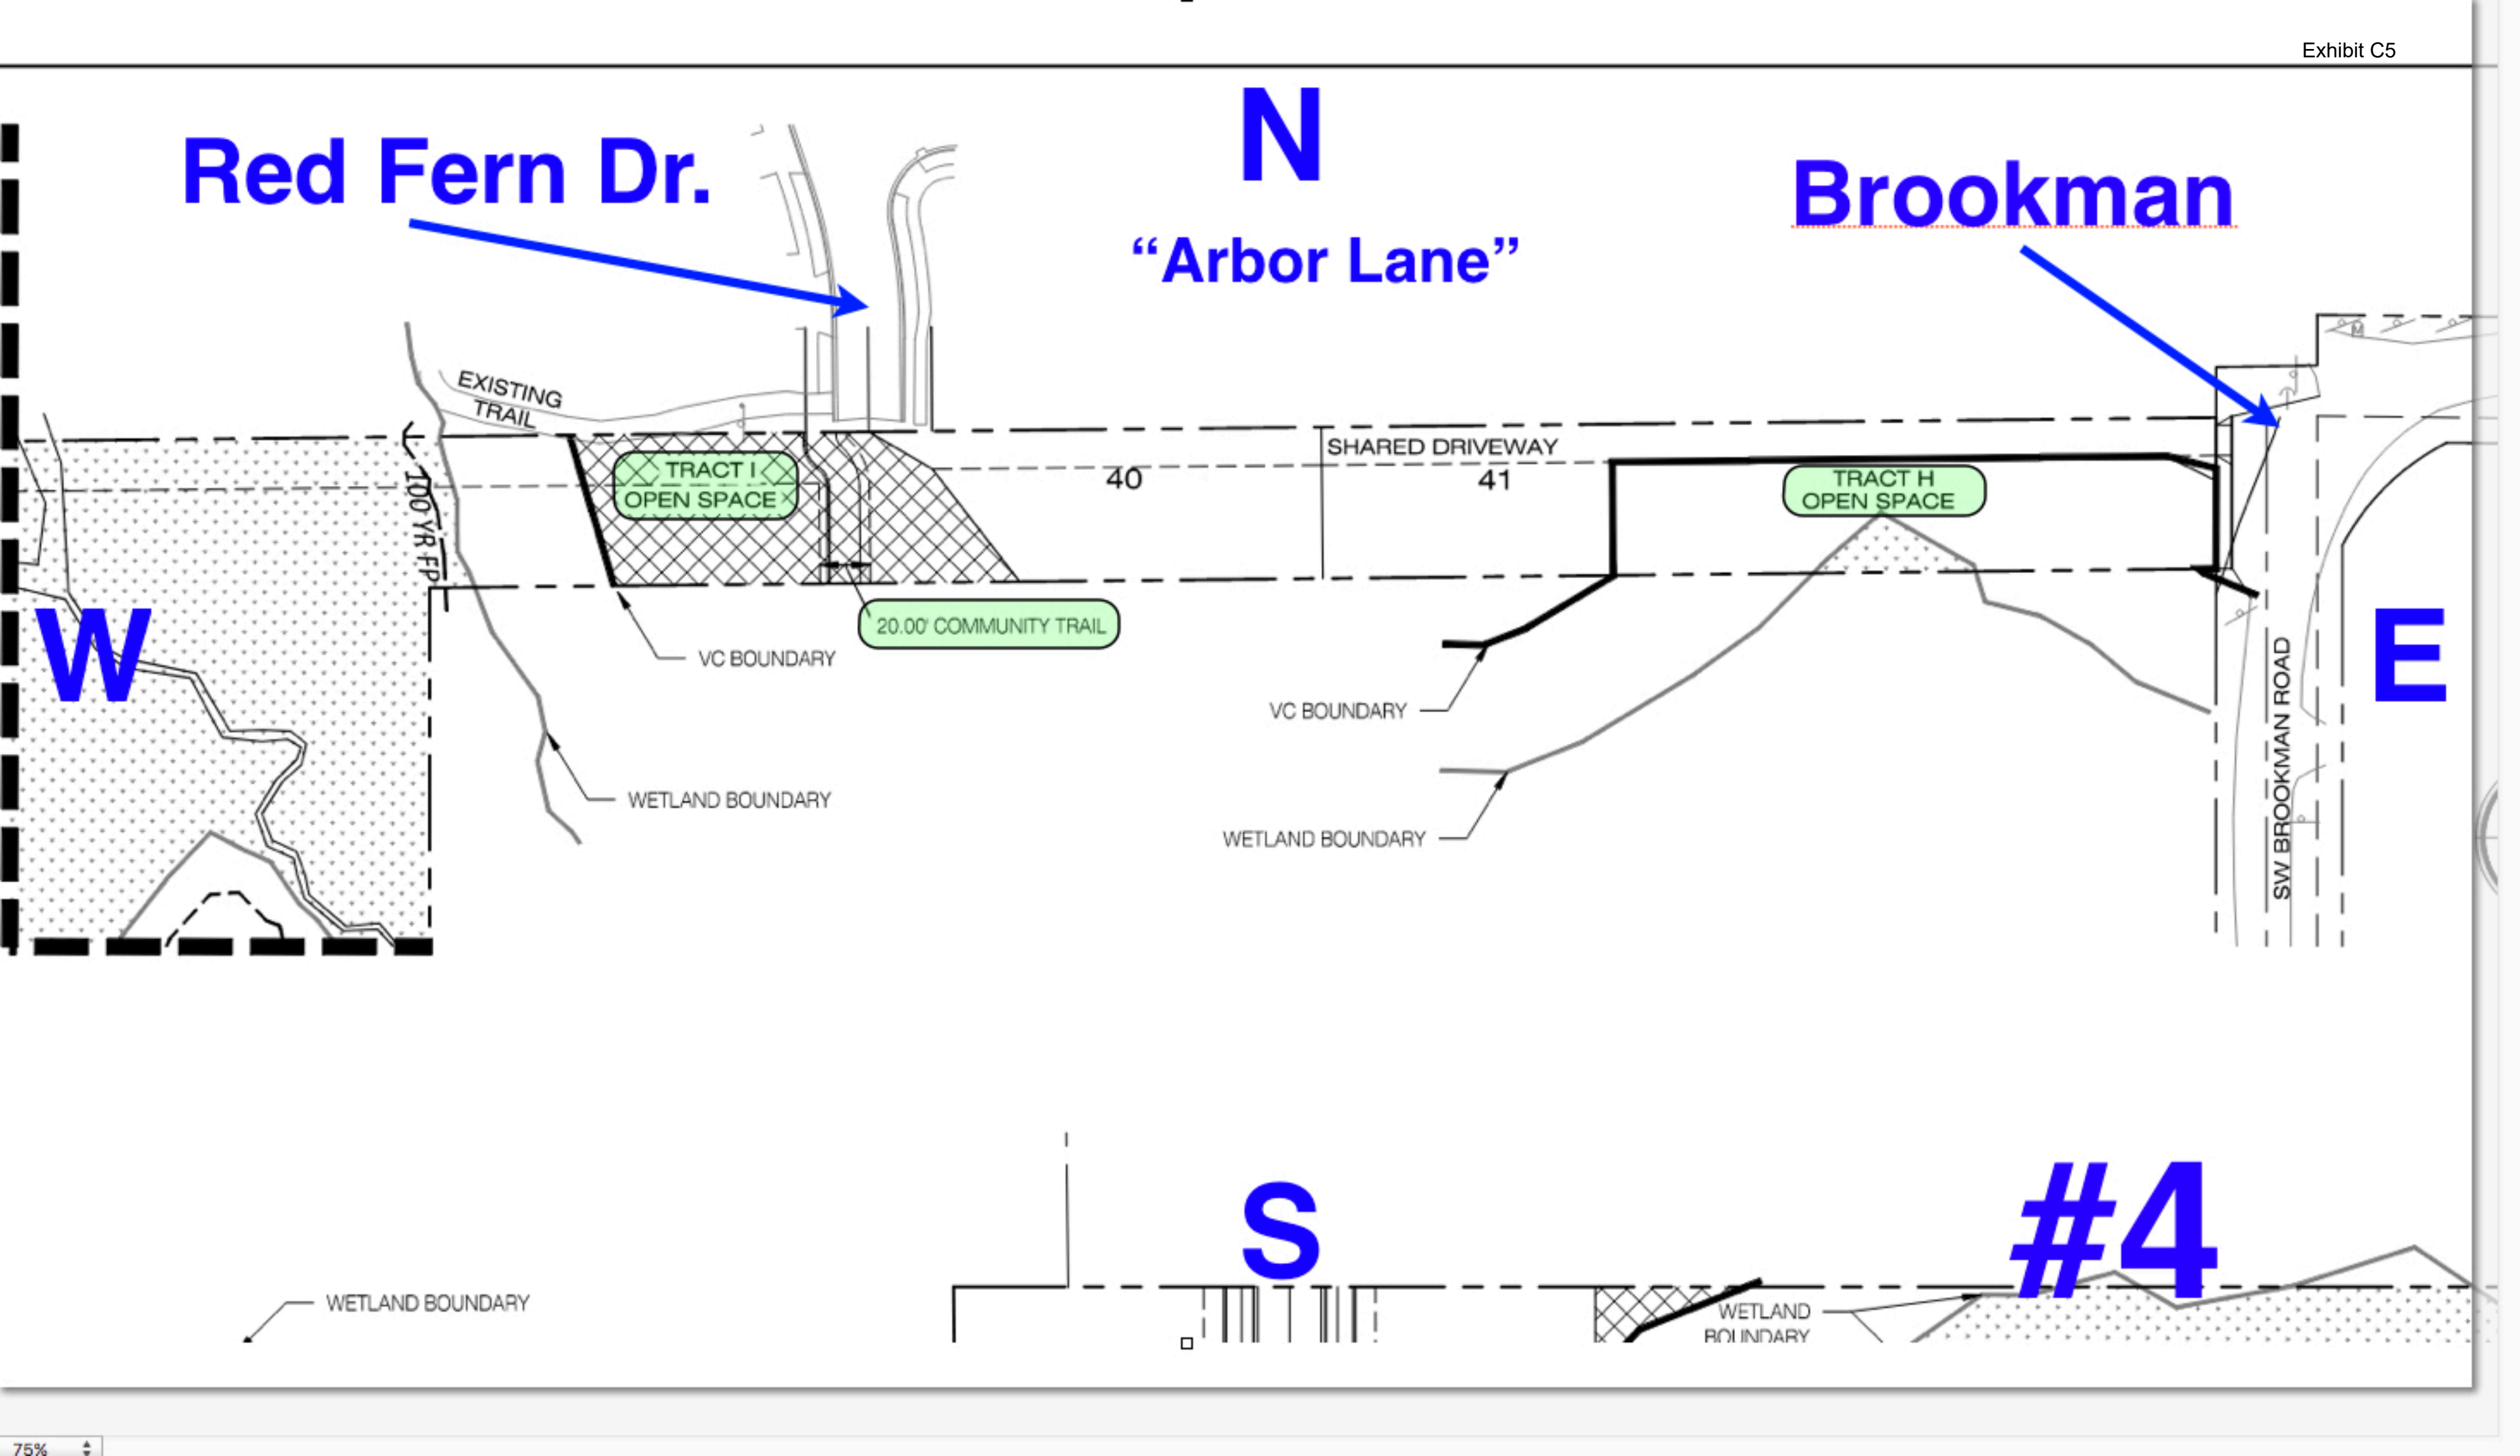 Exhibit C5
N
Red Fern Dr.
Brookman
“Arbor Lane”
EXISTING
TRAIL
M
SHARED DRIVEWAY
TRACT I
OPEN SPACE
40
41
TRACT H
OPEN SPACE
100 YR FP
20.00' COMMUNITY TRAIL
W
E
VC BOUNDARY
VC BOUNDARY
SW BROOKMAN ROAD
WETLAND BOUNDARY
WETLAND BOUNDARY
S
#4
WETLAND BOUNDARY
WETLAND
BOUNDARY
75%